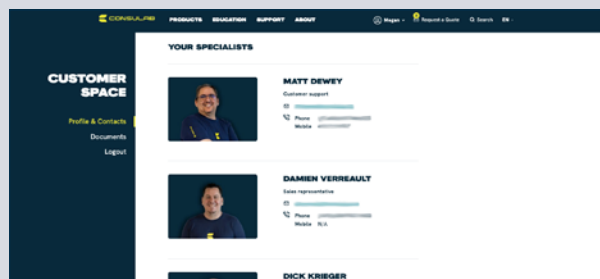 CONSULAB PRODUCTS EDUCATION SUPPORT ABOUT Megan Request a Quote Search EN
YOUR SPECIALISTS
CUSTOMER
SPACE
Profile & Contacts
Documents
Logout
MATT DEWEY
Customer support
Phone
Mobile
DAMIEN VERREAULT
Sales representative
Phone
Mobile N/A
DICK KRIEGER